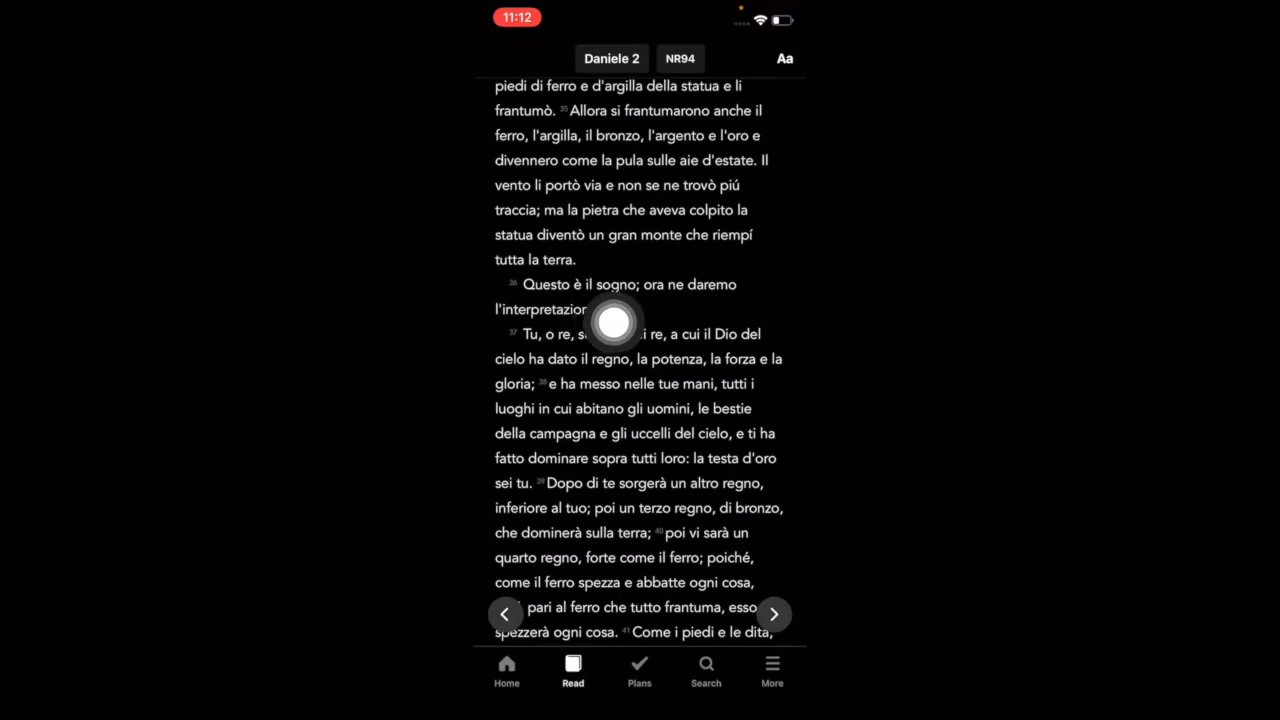 11:12
Daniele 2 NR94 Aa
piedi di ferro e d'argilla della statua e li
frantumò. 35 Allora si frantumarono anche il
ferro, l'argilla, il bronzo, l'argento e l'oro e
divennero come la pula sulle aie d'estate. Il
vento li portò via e non se ne trovò piú
traccia; ma la pietra che aveva colpito la
statua diventò un gran monte che riempí
tutta la terra.
36 Questo è il sogno; ora ne daremo
37 Tu, o re, re, a cui il Dio del
cielo ha dato il regno, la potenza, la forza e la
gloria; 38 e ha messo nelle tue mani, tutti i
luoghi in cui abitano gli uomini, le bestie
della campagna e gli uccelli del cielo, e ti ha
fatto dominare sopra tutti loro: la testa d'oro
sei tu. 39 Dopo di te sorgerà un altro regno,
inferiore al tuo; poi un terzo regno, di bronzo,
che dominerà sulla terra; 40 poi vi sarà un
quarto regno, forte come il ferro; poiché,
come il ferro spezza e abbatte ogni cosa,
pari al ferro che tutto frantuma, esso
spezzerà ogni cosa. 41 Come i piedi e le dita,
Home Read Plans Search More